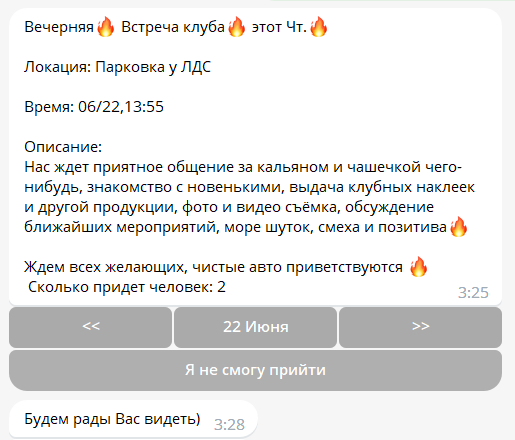 Вечерняя🔥 Встреча клуба🔥 этот Чт.🔥
Локация: Парковка у ЛДС
Время: 06/22,13:55
Описание:
Нас ждет приятное общение за кальяном и чашечкой чего-
нибудь, знакомство с новенькими, выдача клубных наклеек
и другой продукции, фото и видео съёмка, обсуждение
ближайших мероприятий, море шуток, смеха и позитива🔥
Ждем всех желающих, чистые авто приветствуются 🔥
Сколько придет человек: 2
3:25
<< 22 Июня >>
Я не смогу прийти
Будем рады Вас видеть) 3:28